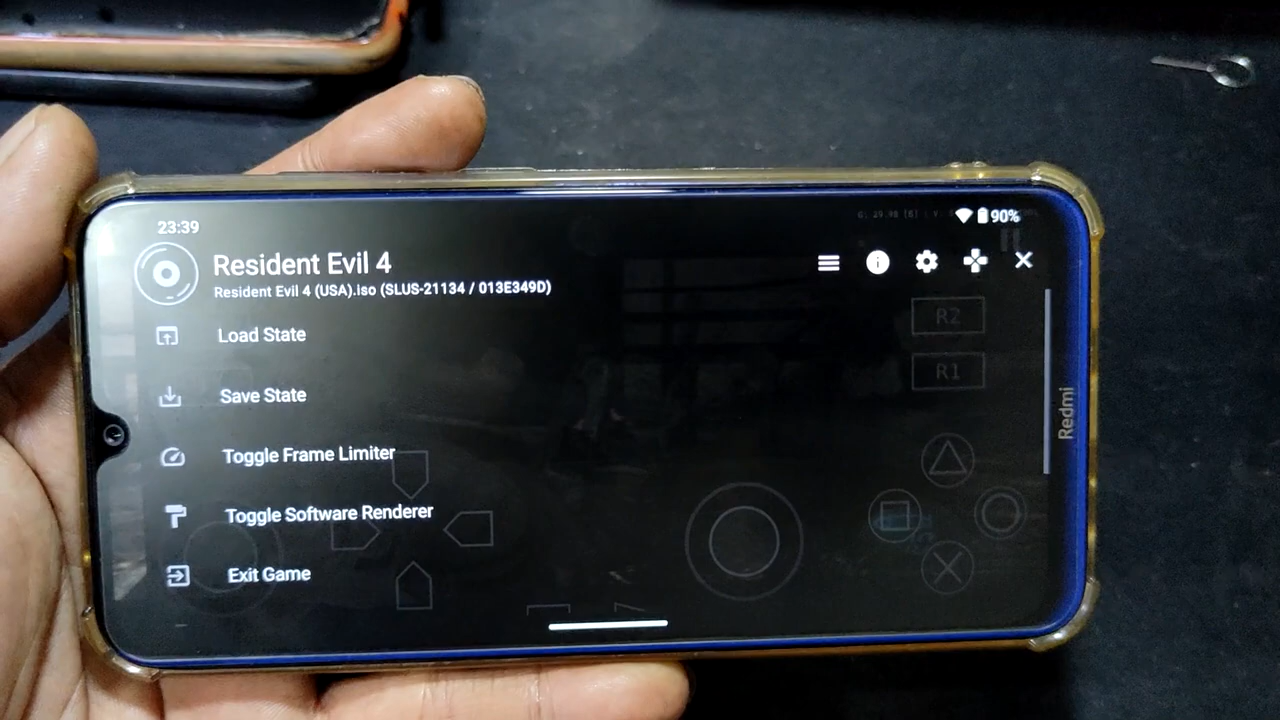 23:39
90%
Resident Evil 4
Resident Evil 4 (USA).iso (SLUS-21134 / 013E349D)
Load State
Save State
Toggle Frame Limiter
Toggle Software Renderer
Exit Game
R2
R1
Redmi